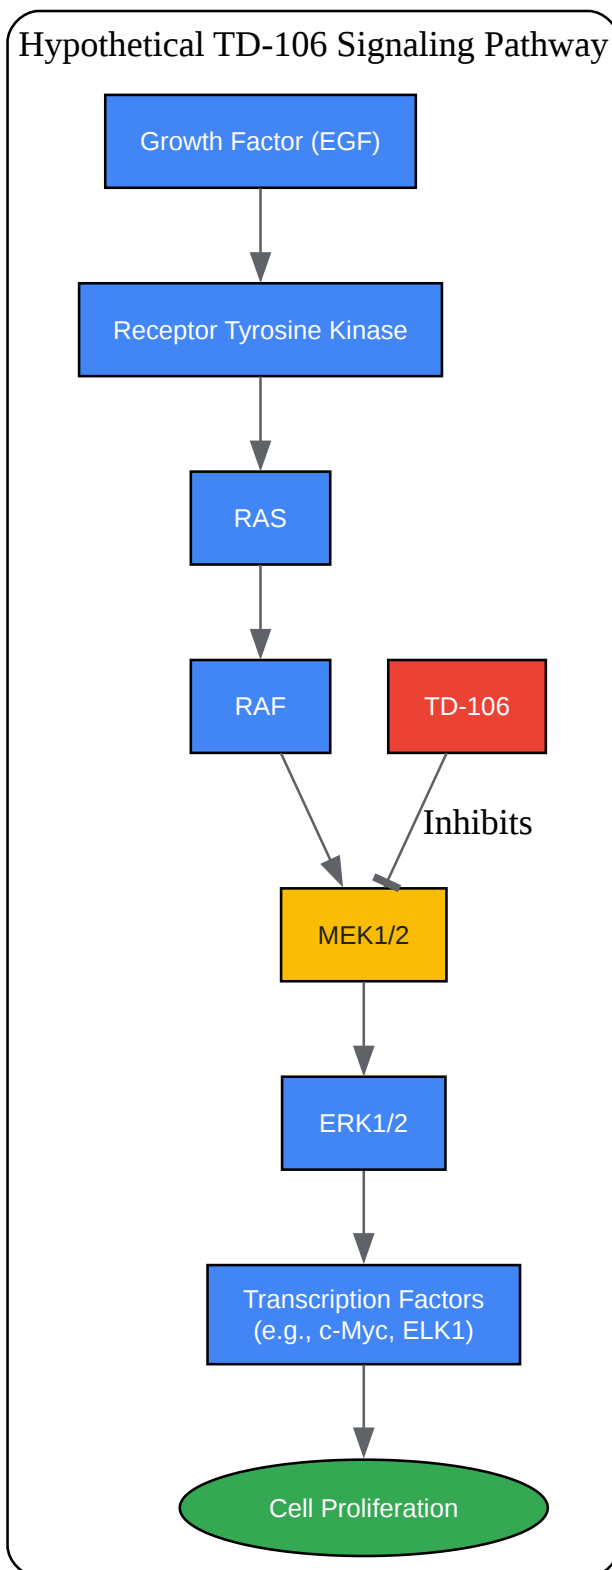 Hypothetical TD-106 Signaling Pathway
Growth Factor (EGF)
Receptor Tyrosine Kinase
RAS
RAF
TD-106
Inhibits
MEK1/2
ERK1/2
Transcription Factors
(e.g., c-Myc, ELK1)
Cell Proliferation